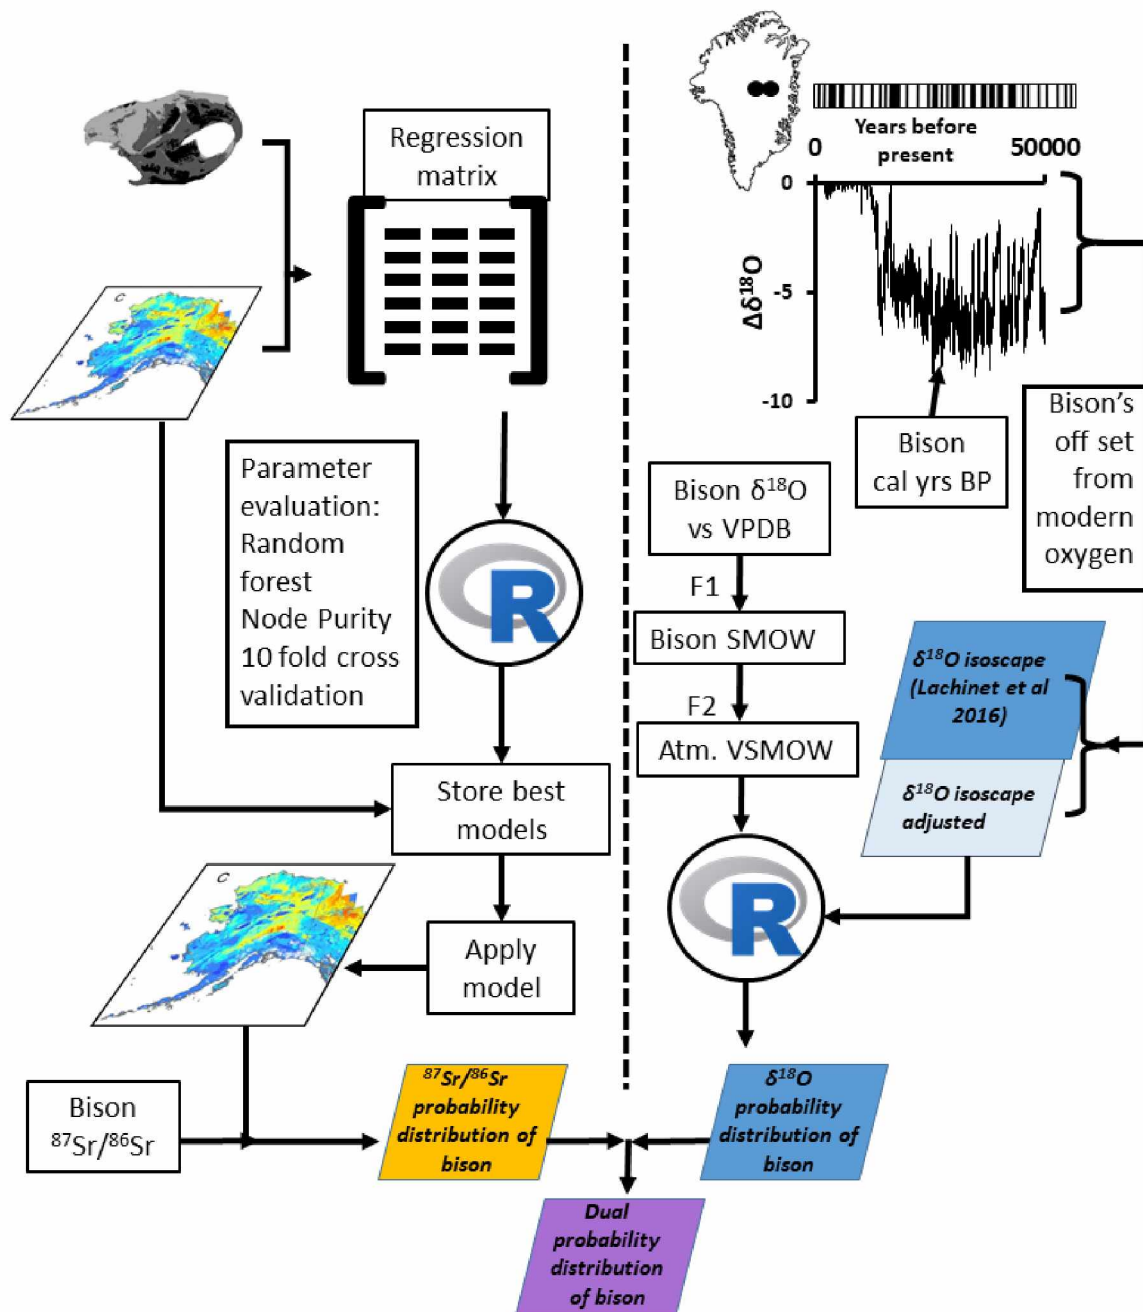 Regression
matrix
C
Parameter
evaluation:
Random
forest
Node Purity
10 fold cross
validation
R
Store best
models
C
Apply
model
Bison
⁸⁷Sr/⁸⁶Sr
⁸⁷Sr/⁸⁶Sr
probability
distribution of
bison
Years before
present
0
50000
0
-5
-10
Δδ¹⁸O
Bison
cal yrs BP
Bison's
off set
from
modern
oxygen
Bison δ¹⁸O
vs VPDB
F1
Bison SMOW
F2
Atm. VSMOW
δ¹⁸O isoscape
(Lachinet et al
2016)
δ¹⁸O isoscape
adjusted
R
δ¹⁸O
probability
distribution of
bison
Dual
probability
distribution
of bison